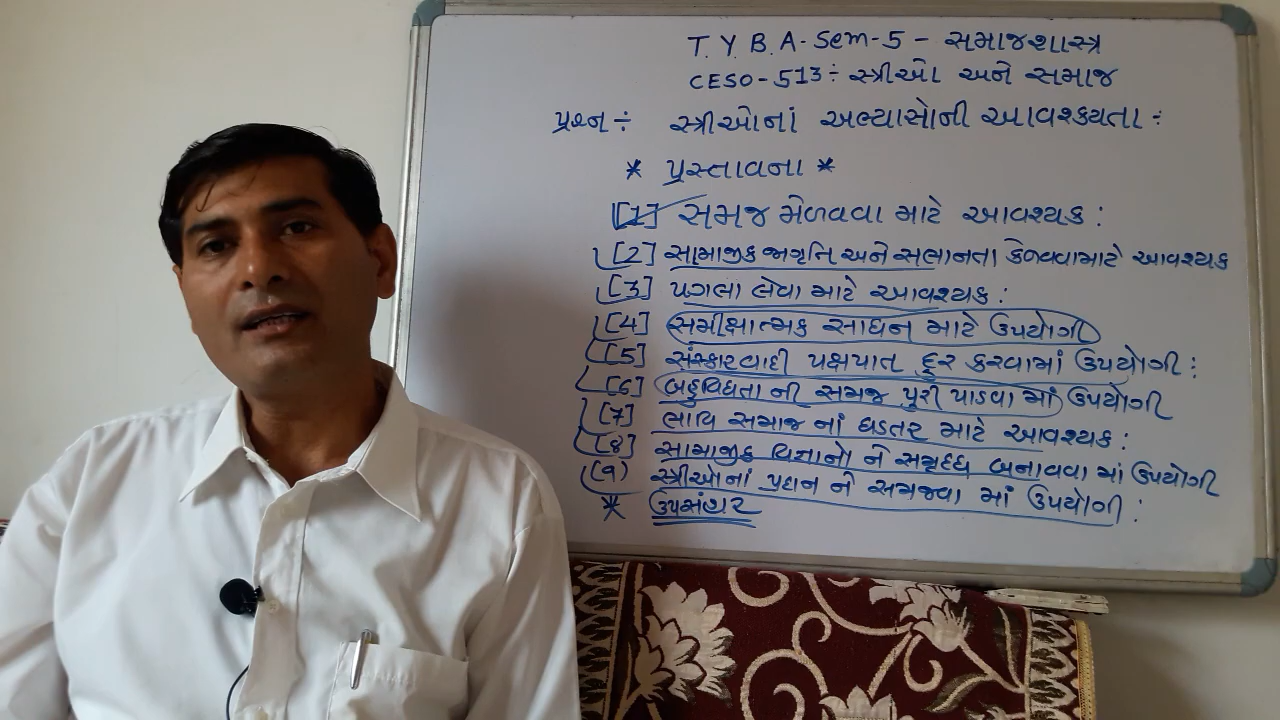 T. Y. B. A - Sem - 5 - સમાજશાસ્ત્ર
CESO - 513 ÷ સ્ત્રીઓ અને સમાજ
પ્રશ્ન ÷ સ્ત્રીઓનાં અભ્યાસોની આવશ્ક્યતા ÷
* પ્રસ્તાવના *
[1] સમજ મેળવવા માટે આવશ્યક :
[2] સામાજીક જાગૃતિ અને સભાનતા કેળવવામાટે આવશ્યક
[3] પગલા લેવા માટે આવશ્યક :
[4] સમીક્ષાત્મક સાધન માટે ઉપયોગી
[5] સંસ્કારવાદી પક્ષપાત દૂર કરવામાં ઉપયોગી :
[6] બહુવિધતા ની સમજ પુરી પાડવા માં ઉપયોગી
[7] ભાવિ સમાજ નાં ઘડતર માટે આવશ્યક :
[8] સામાજીક વિજ્ઞાનો ને સમૃધ્ધ બનાવવા માં ઉપયોગી
(૧) સ્ત્રીઓનાં પ્રદાન ને સમજવા માં ઉપયોગી :
* ઉપસંહાર